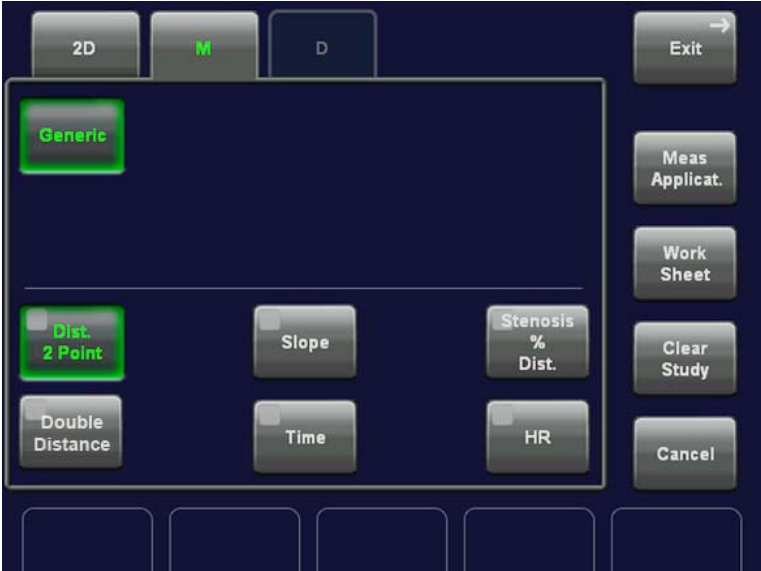 2D
M
D
Exit
Generic
Meas
Applicat.
Work
Sheet
Dist.
2 Point
Slope
Stenosis
%
Dist.
Clear
Study
Double
Distance
Time
HR
Cancel